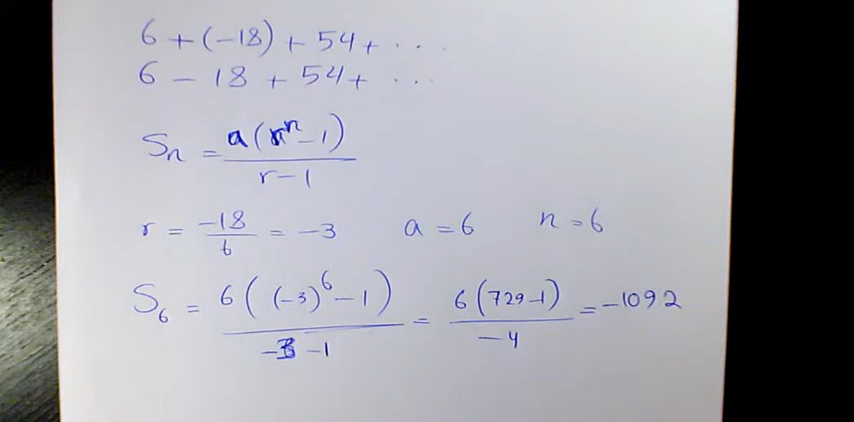 6 + (-18) + 54 + ...
6 - 18 + 54 + ...
Sn = a(r^n - 1) / r - 1
r = -18/6 = -3 a = 6 n = 6
S6 = 6((-3)^6 - 1) / -3 - 1 = 6(729-1) / -4 = -1092